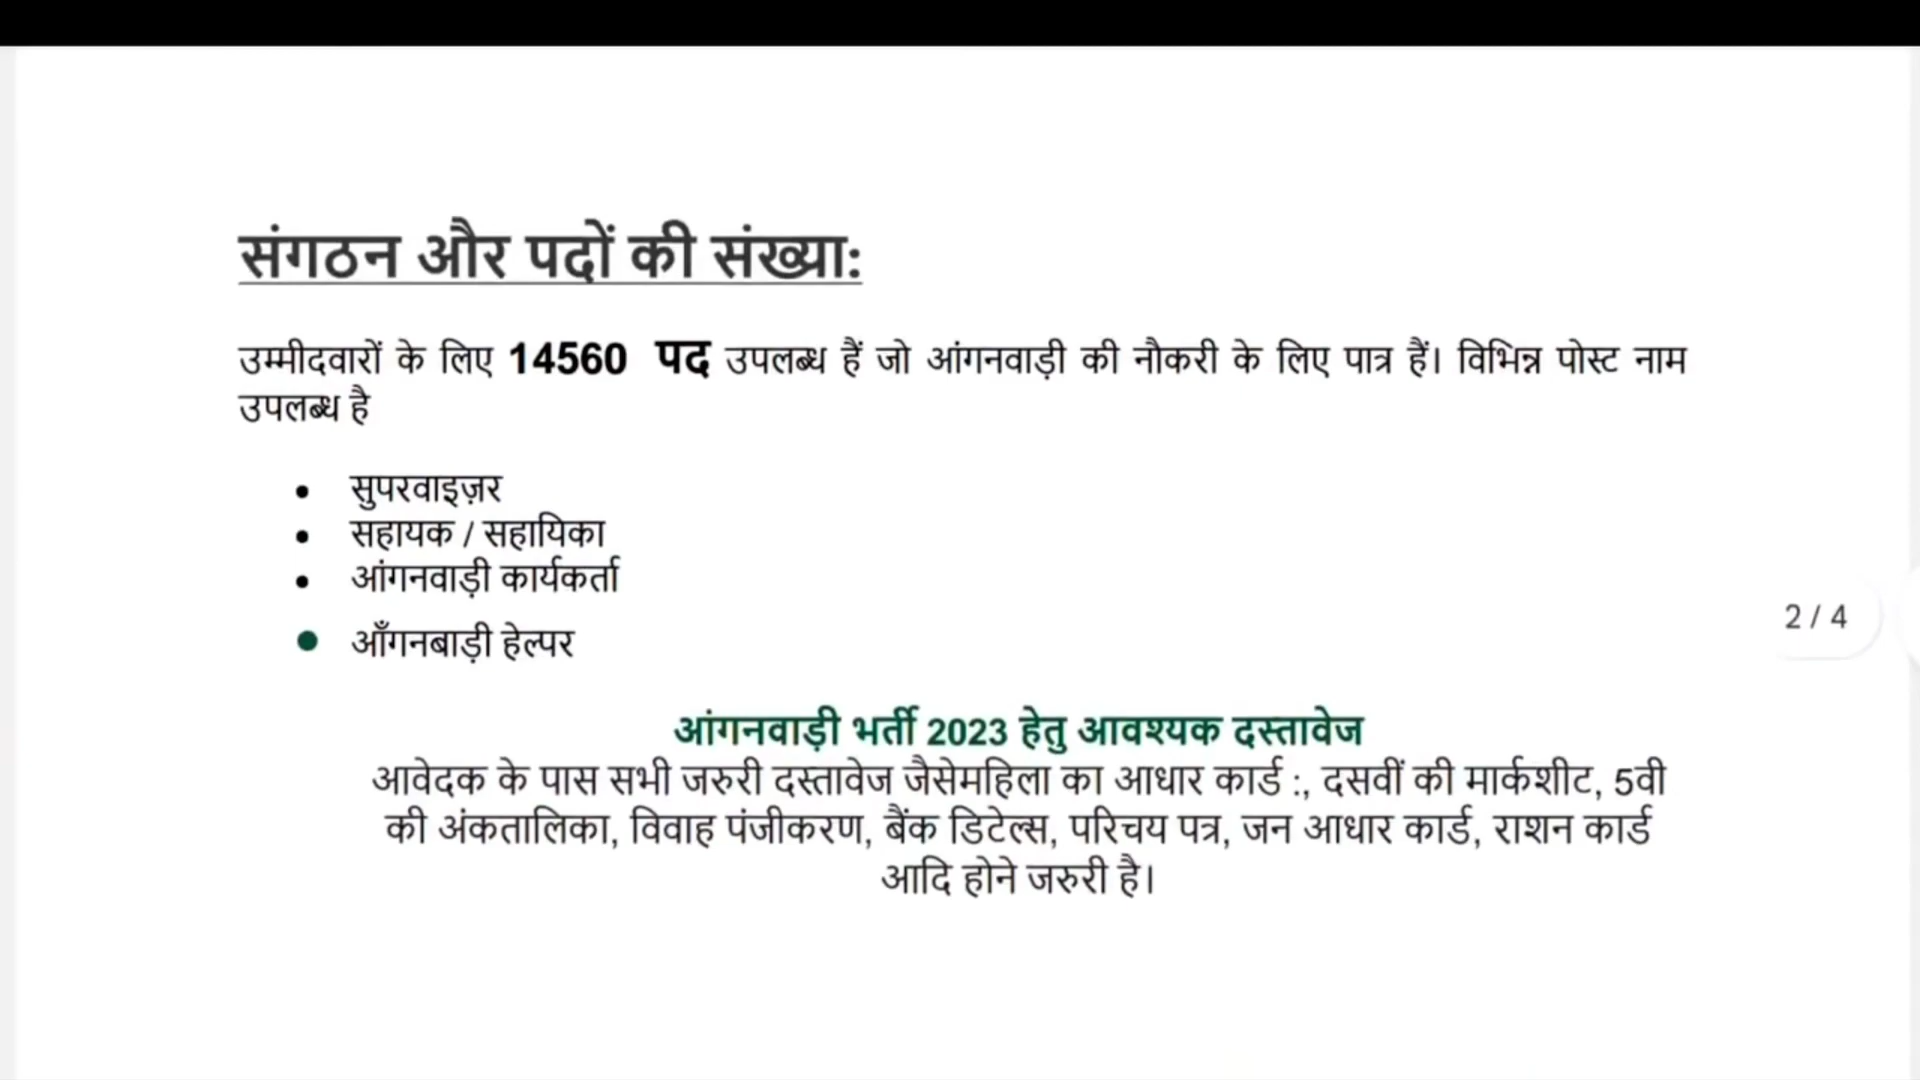 संगठन और पदों की संख्या:
उम्मीदवारों के लिए 14560 पद उपलब्ध हैं जो आंगनवाड़ी की नौकरी के लिए पात्र हैं। विभिन्न पोस्ट नाम
उपलब्ध है
• सुपरवाइज़र
• सहायक / सहायिका
• आंगनवाड़ी कार्यकर्ता
• आँगनबाड़ी हेल्पर
2 / 4
आंगनवाड़ी भर्ती 2023 हेतु आवश्यक दस्तावेज
आवेदक के पास सभी जरुरी दस्तावेज जैसेमहिला का आधार कार्ड :, दसवीं की मार्कशीट, 5वी
की अंकतालिका, विवाह पंजीकरण, बैंक डिटेल्स, परिचय पत्र, जन आधार कार्ड, राशन कार्ड
आदि होने जरुरी है।